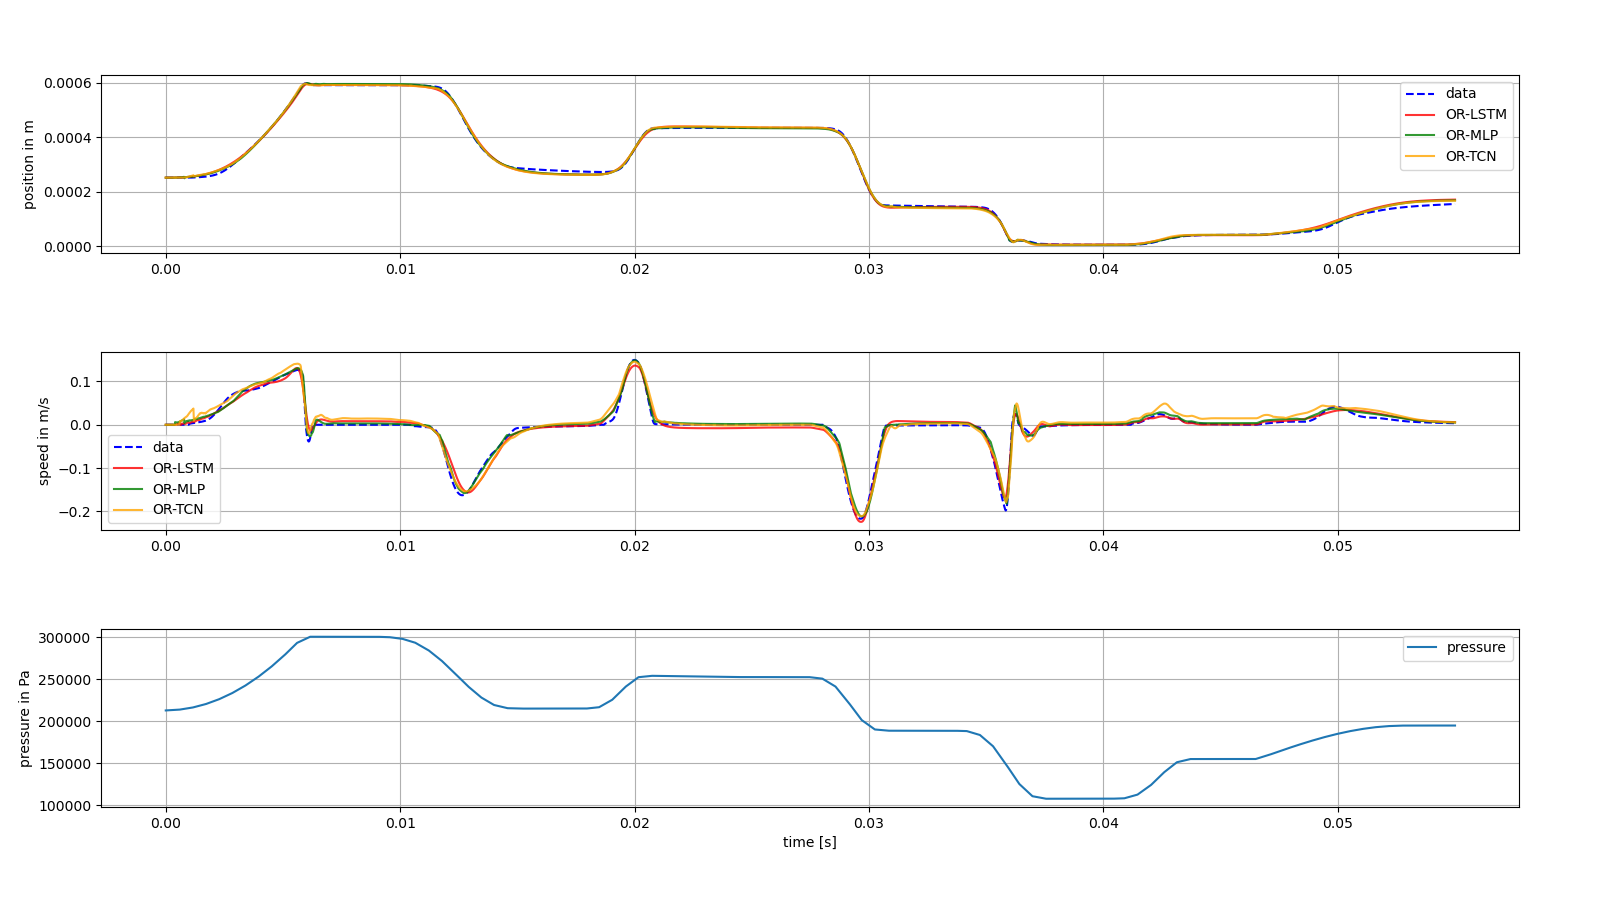 0.0006
0.0004
0.0002
0.0000
position in m
data
OR-LSTM
OR-MLP
OR-TCN
0.00 0.01 0.02 0.03 0.04 0.05
0.1
0.0
−0.1
−0.2
speed in m/s
data
OR-LSTM
OR-MLP
OR-TCN
0.00 0.01 0.02 0.03 0.04 0.05
300000
250000
200000
150000
100000
pressure in Pa
pressure
0.00 0.01 0.02 0.03 0.04 0.05
time [s]